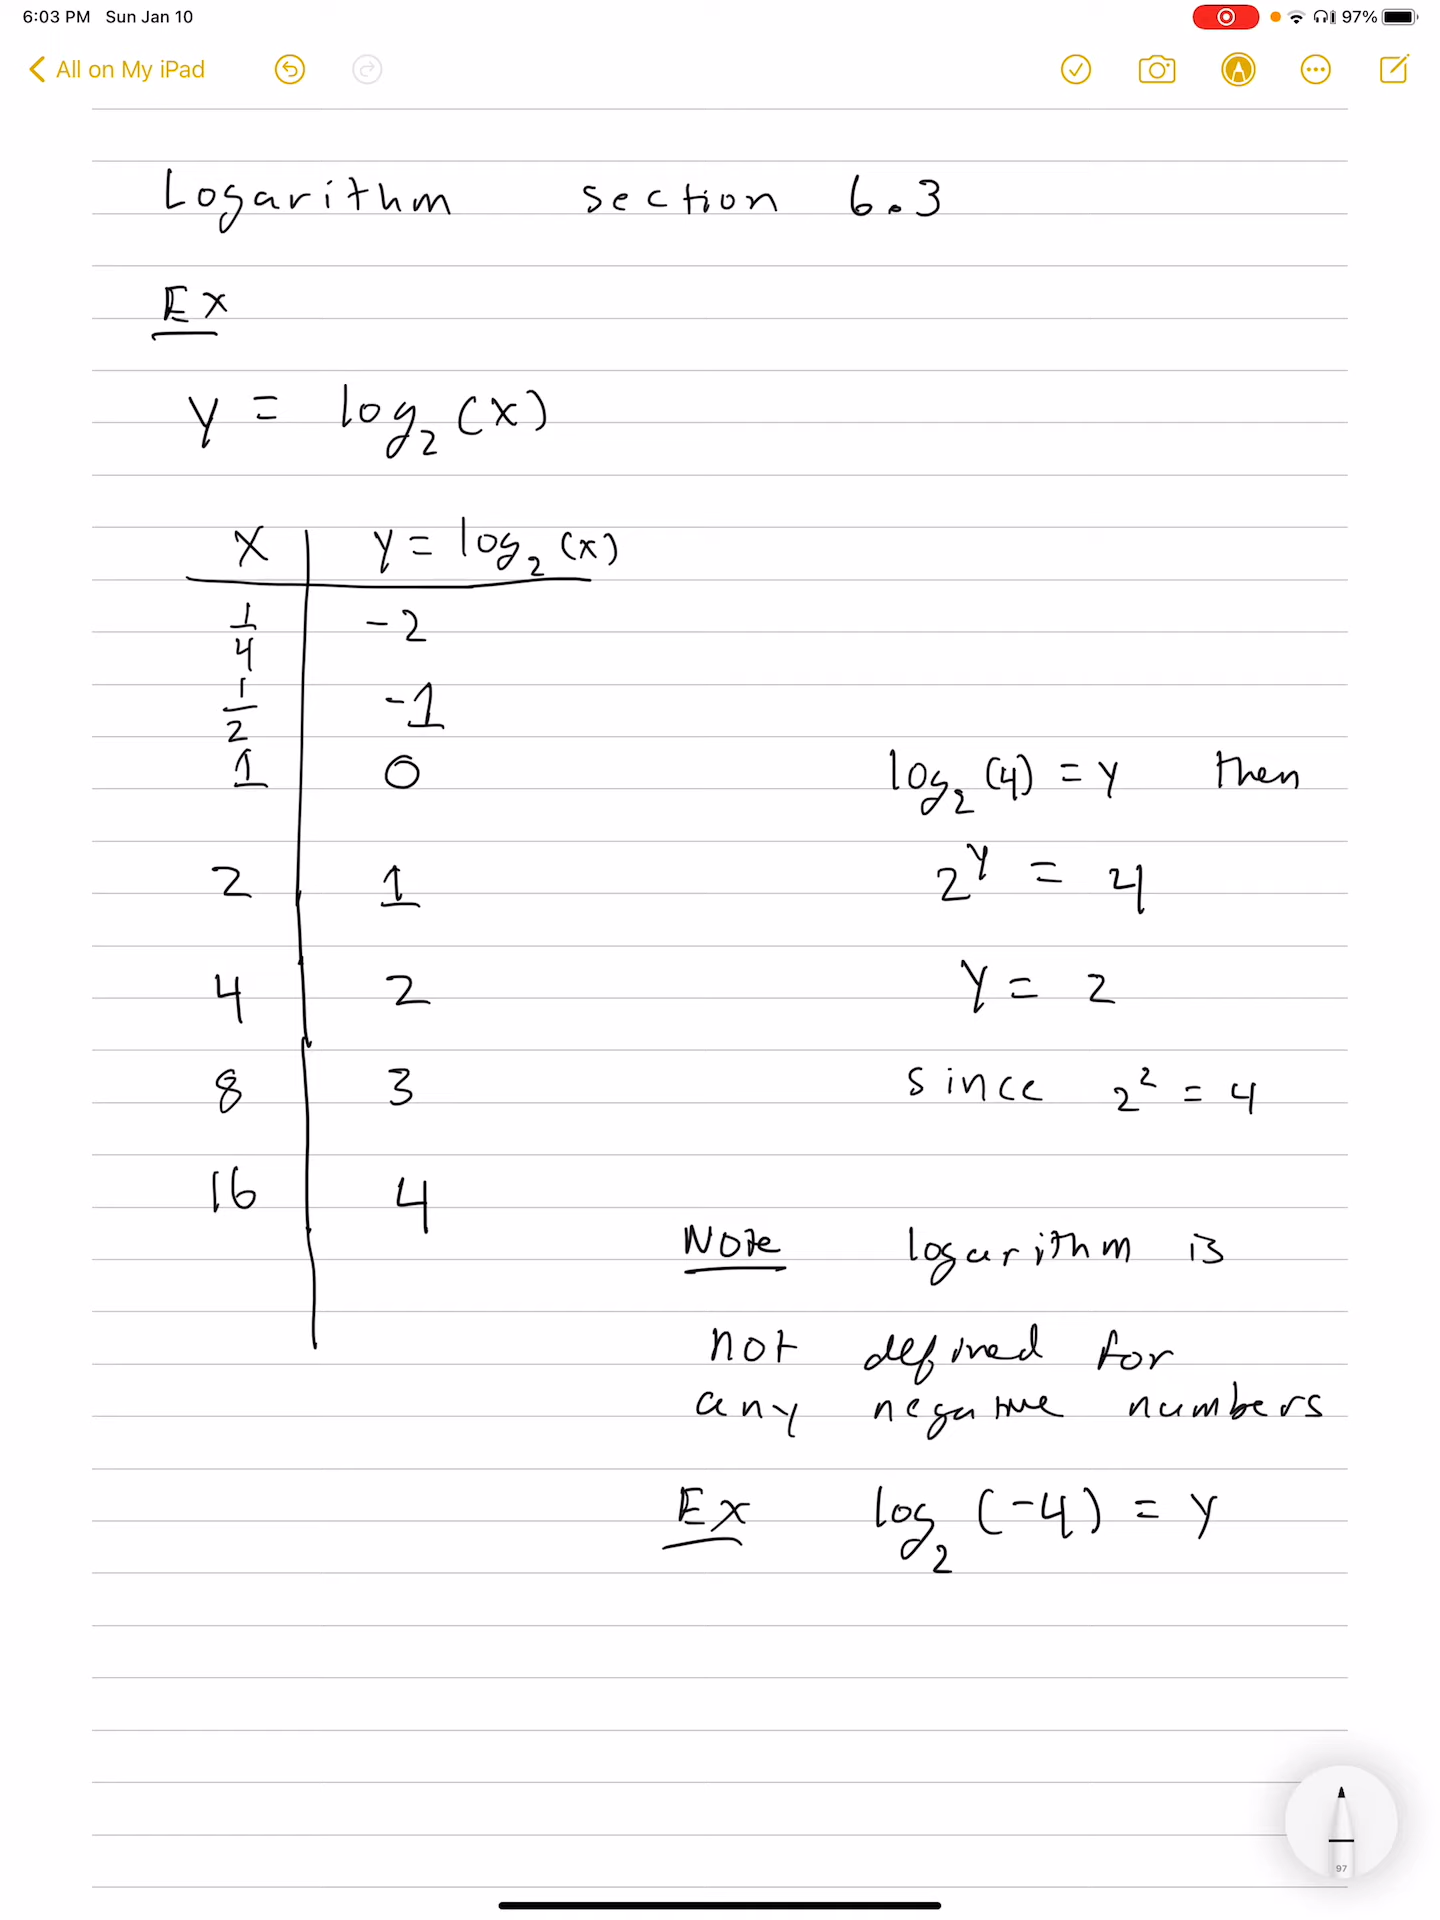 6:03 PM Sun Jan 10
97%
All on My iPad
Logarithm section 6.3
Ex
y = log₂(x)
x | y = log₂(x)
1/4 | -2
1/2 | -1
1 | 0
2 | 1
4 | 2
8 | 3
16 | 4
log₂(4) = y then
2^y = 4
y = 2
since 2² = 4
Note logarithm is
not defined for
any negative numbers
Ex log₂(-4) = y
97